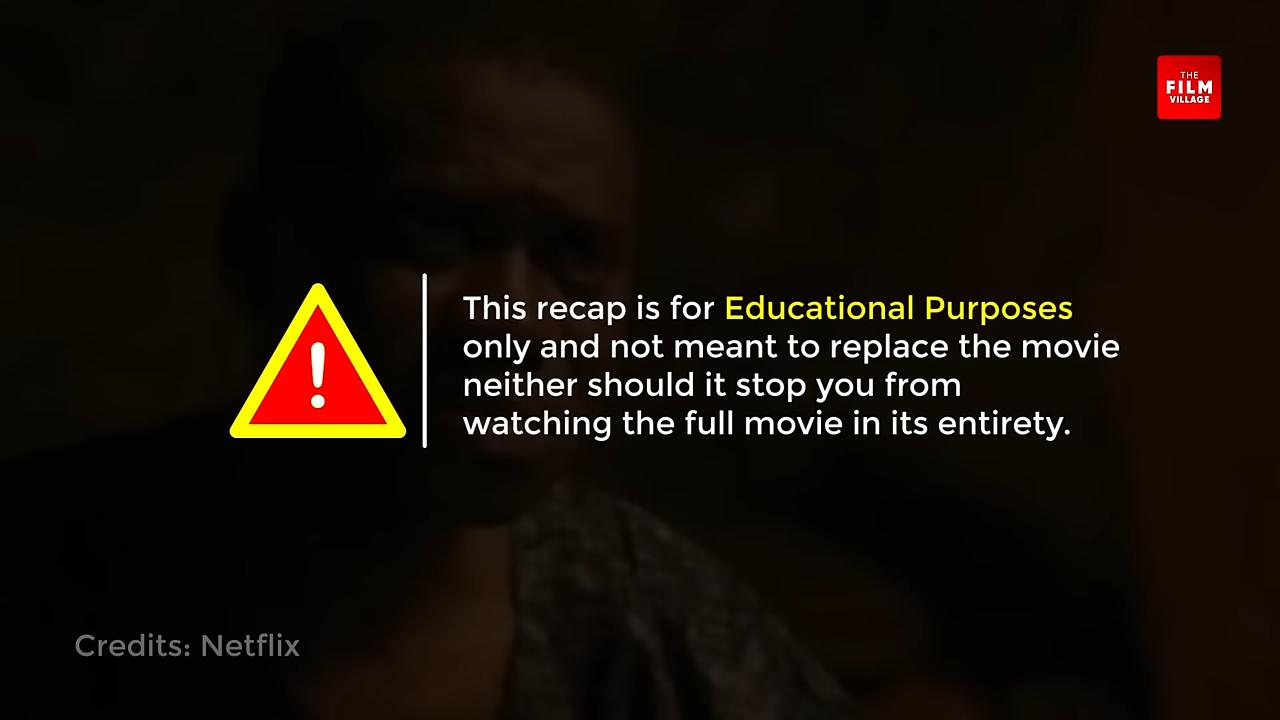 THE
FILM
VILLAGE
This recap is for Educational Purposes
only and not meant to replace the movie
neither should it stop you from
watching the full movie in its entirety.
Credits: Netflix